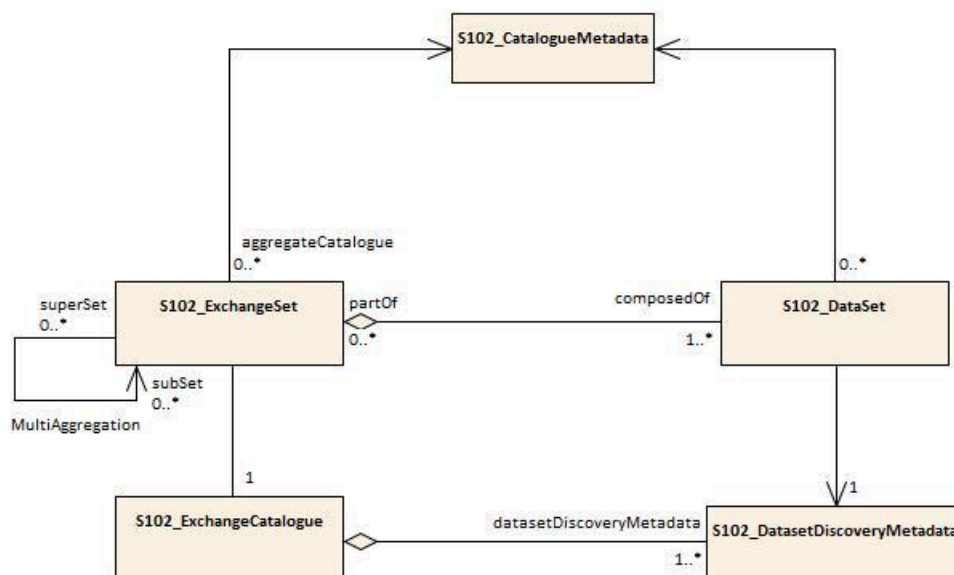 S102_CatalogueMetadata
aggregateCatalogue
0..*
0..*
superSet
0..*
S102_ExchangeSet
partOf
0..*
composedOf
1..*
S102_DataSet
subSet
0..*
MultiAggregation
1
1
S102_ExchangeCatalogue
datasetDiscoveryMetadata
1..*
S102_DatasetDiscoveryMetadata